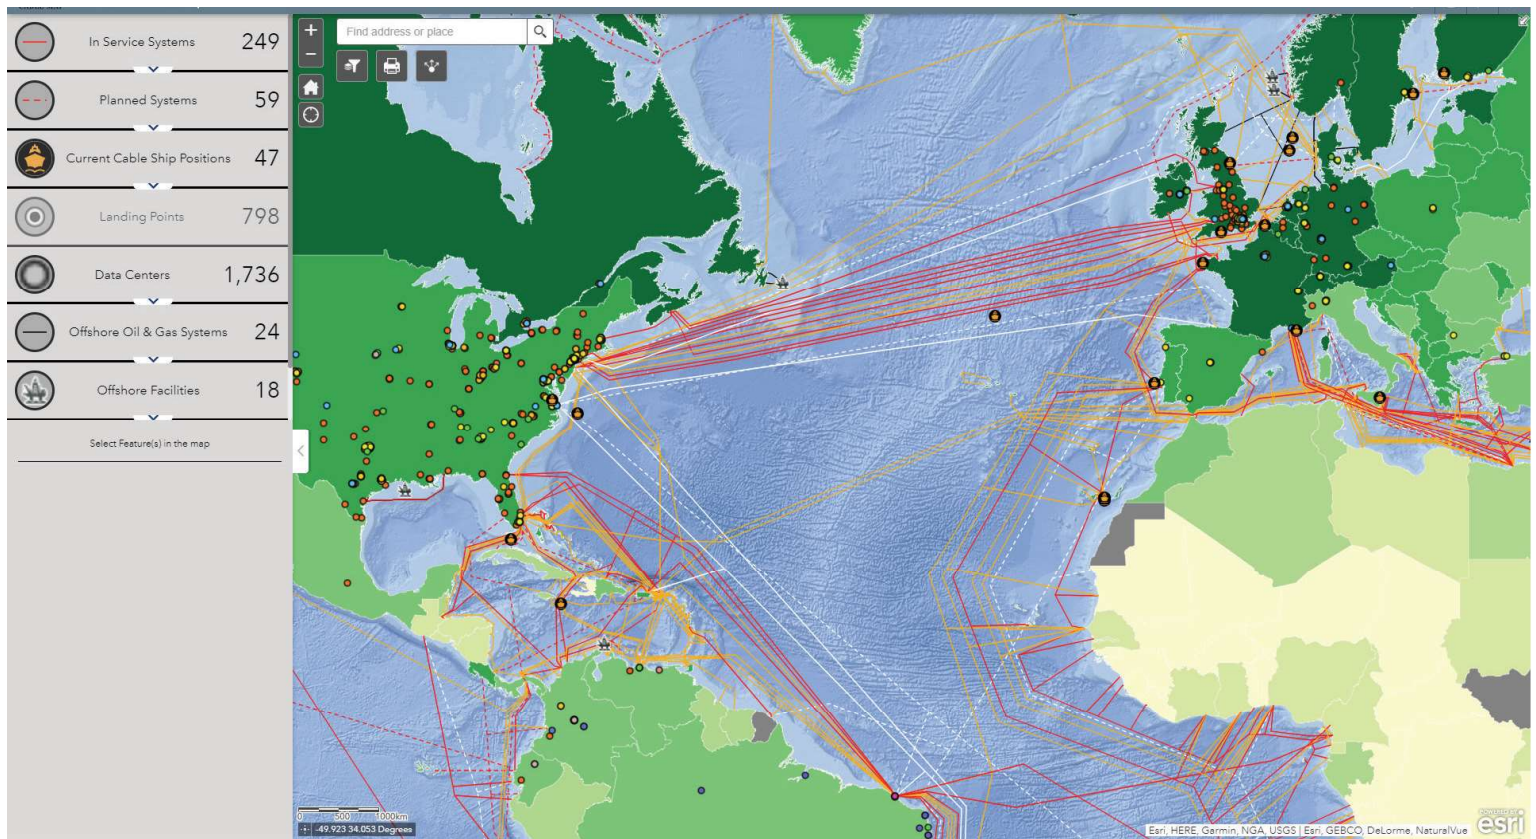 In Service Systems 249
Planned Systems 59
Current Cable Ship Positions 47
Landing Points 798
Data Centers 1,736
Offshore Oil & Gas Systems 24
Offshore Facilities 18
Select Feature(s) in the map
+
−
Find address or place
0 500 1000km
-49.923 34.053 Degrees
Esri, HERE, Garmin, NGA, USGS | Esri, GEBCO, DeLorme, NaturalVue
POWERED BY
esri